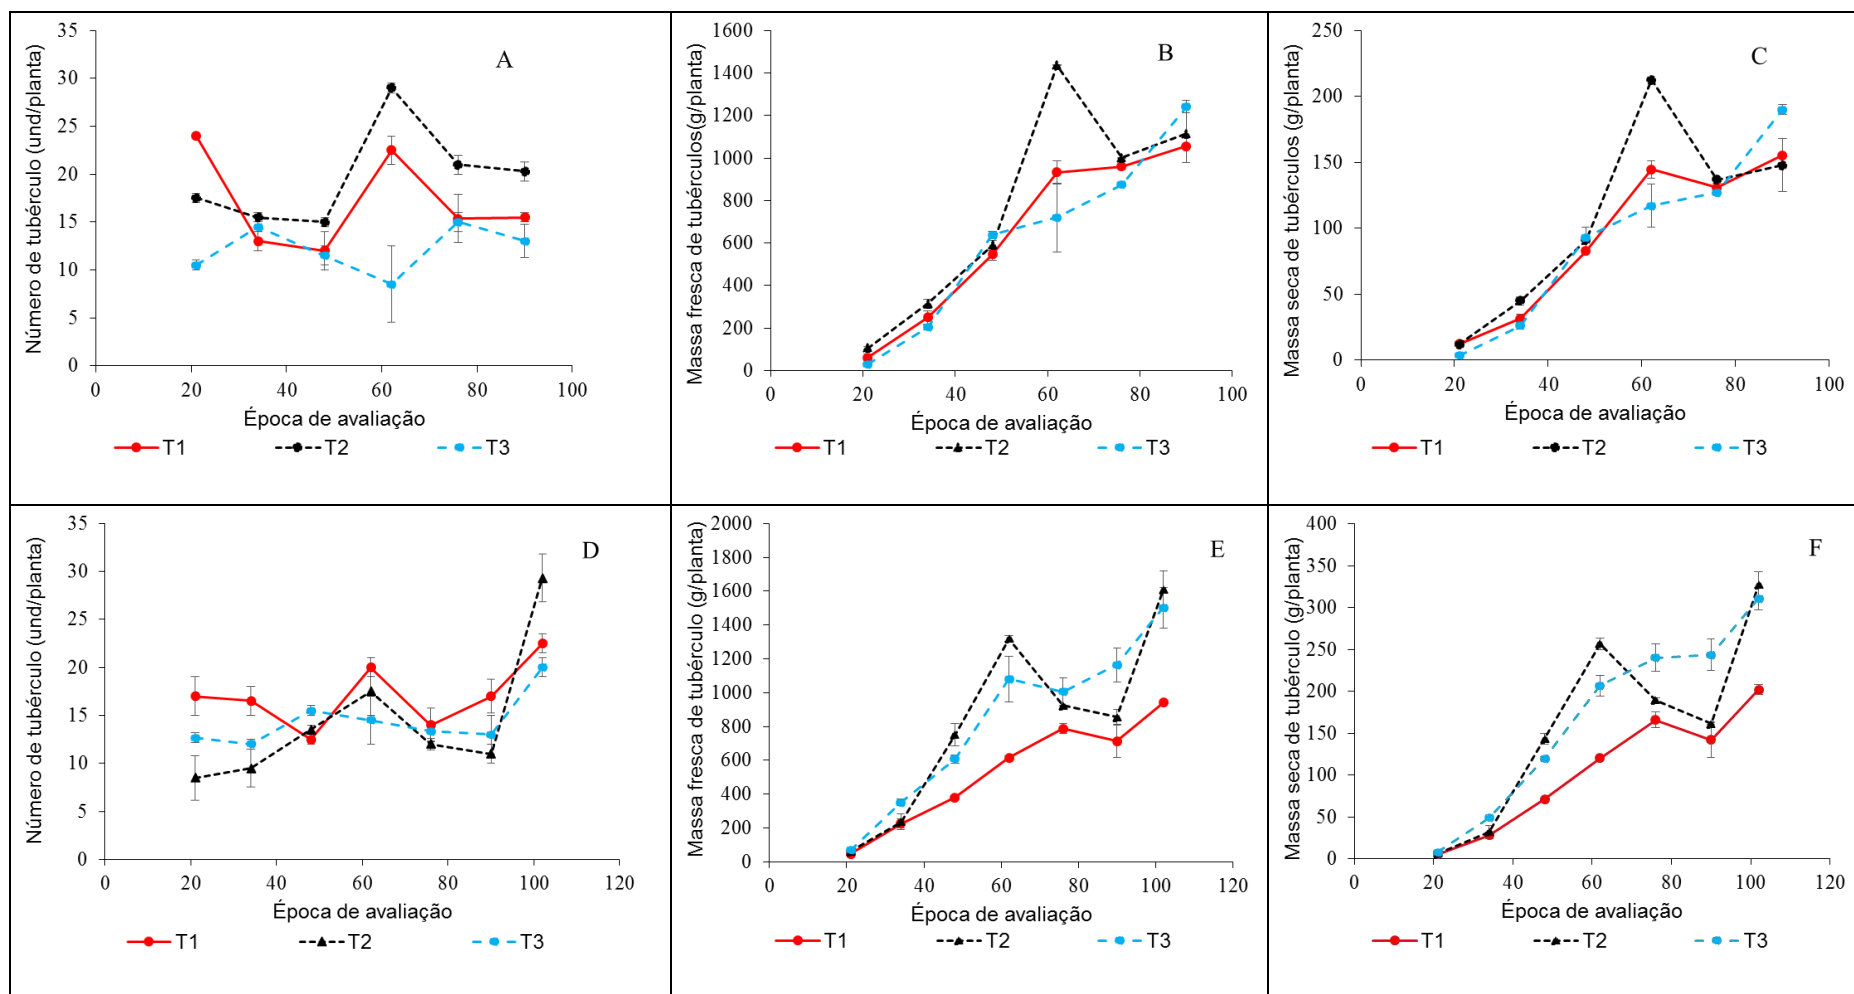 A
Número de tubérculo (und/planta)
35
30
25
20
15
10
5
0
0 20 40 60 80 100
Época de avaliação
T1 T2 T3
B
Massa fresca de tubérculos(g/planta)
1600
1400
1200
1000
800
600
400
200
0
0 20 40 60 80 100
Época de avaliação
T1 T2 T3
C
Massa seca de tubérculos (g/planta)
250
200
150
100
50
0
0 20 40 60 80 100
Época de avaliação
T1 T2 T3
D
Número de tubérculo (und/planta)
35
30
25
20
15
10
5
0
0 20 40 60 80 100 120
Época de avaliação
T1 T2 T3
E
Massa fresca de tubérculo (g/planta)
2000
1800
1600
1400
1200
1000
800
600
400
200
0
0 20 40 60 80 100 120
Época de avaliação
T1 T2 T3
F
Massa seca de tubérculo (g/planta)
400
350
300
250
200
150
100
50
0
0 20 40 60 80 100 120
Época de avaliação
T1 T2 T3